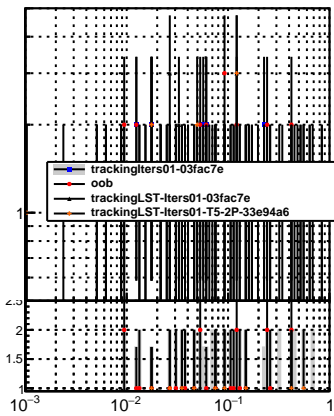 1
trackingIters01-03fac7e
oob
trackingLST-Iters01-03fac7e
trackingLST-Iters01-T5-2P-33e94a6
2.5
2
1.5
1
10⁻³ 10⁻² 10⁻¹ 1